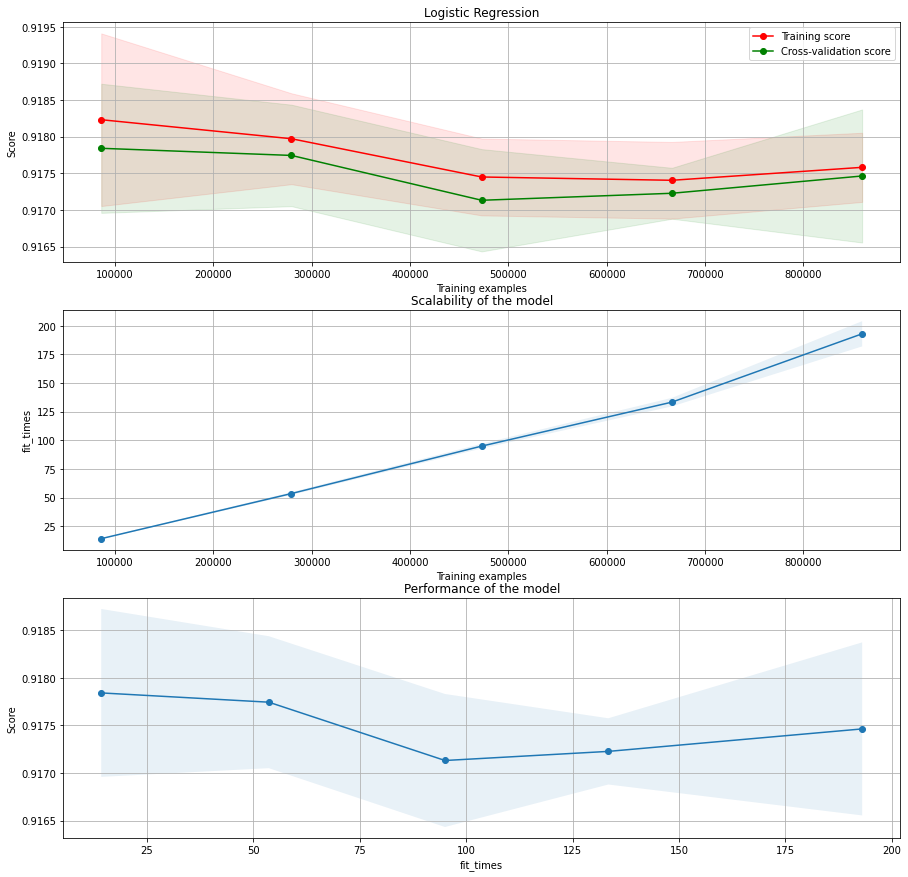 Logistic Regression
0.9195
0.9190
0.9185
0.9180
0.9175
0.9170
0.9165
Score
Training score
Cross-validation score
100000 200000 300000 400000 500000 600000 700000 800000
Training examples
Scalability of the model
200
175
150
125
100
75
50
25
fit_times
100000 200000 300000 400000 500000 600000 700000 800000
Training examples
Performance of the model
0.9185
0.9180
0.9175
0.9170
0.9165
Score
25 50 75 100 125 150 175 200
fit_times